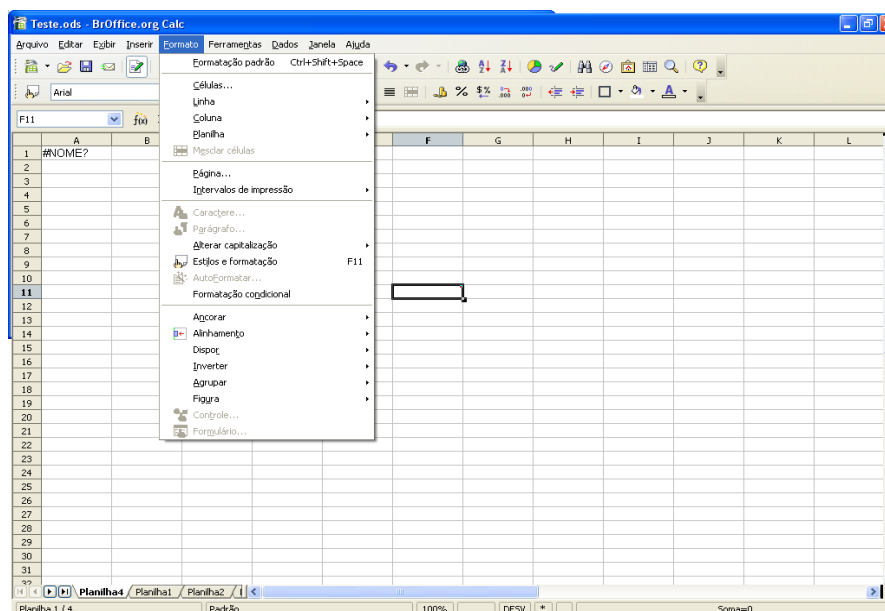 Teste.ods - BrOffice.org Calc
Arquivo Editar Exibir Inserir Formato Ferramentas Dados Janela Ajuda
Arial
F11
A B F G H I J K L
#NOME?
Formatação padrão Ctrl+Shift+Space
Células...
Linha
Coluna
Planilha
Mesclar células
Página...
Intervalos de impressão
Caractere...
Parágrafo...
Alterar capitalização
Estilos e formatação F11
AutoFormatar...
Formatação condicional
Ancorar
Alinhamento
Dispor
Inverter
Agrupar
Figura
Controle...
Formulário...
1
2
3
4
5
6
7
8
9
10
11
12
13
14
15
16
17
18
19
20
21
22
23
24
25
26
27
28
29
30
31
32
Planilha4 Planilha1 Planilha2
Planilha 1 / 4 Padrão 100% DESV * Soma=0